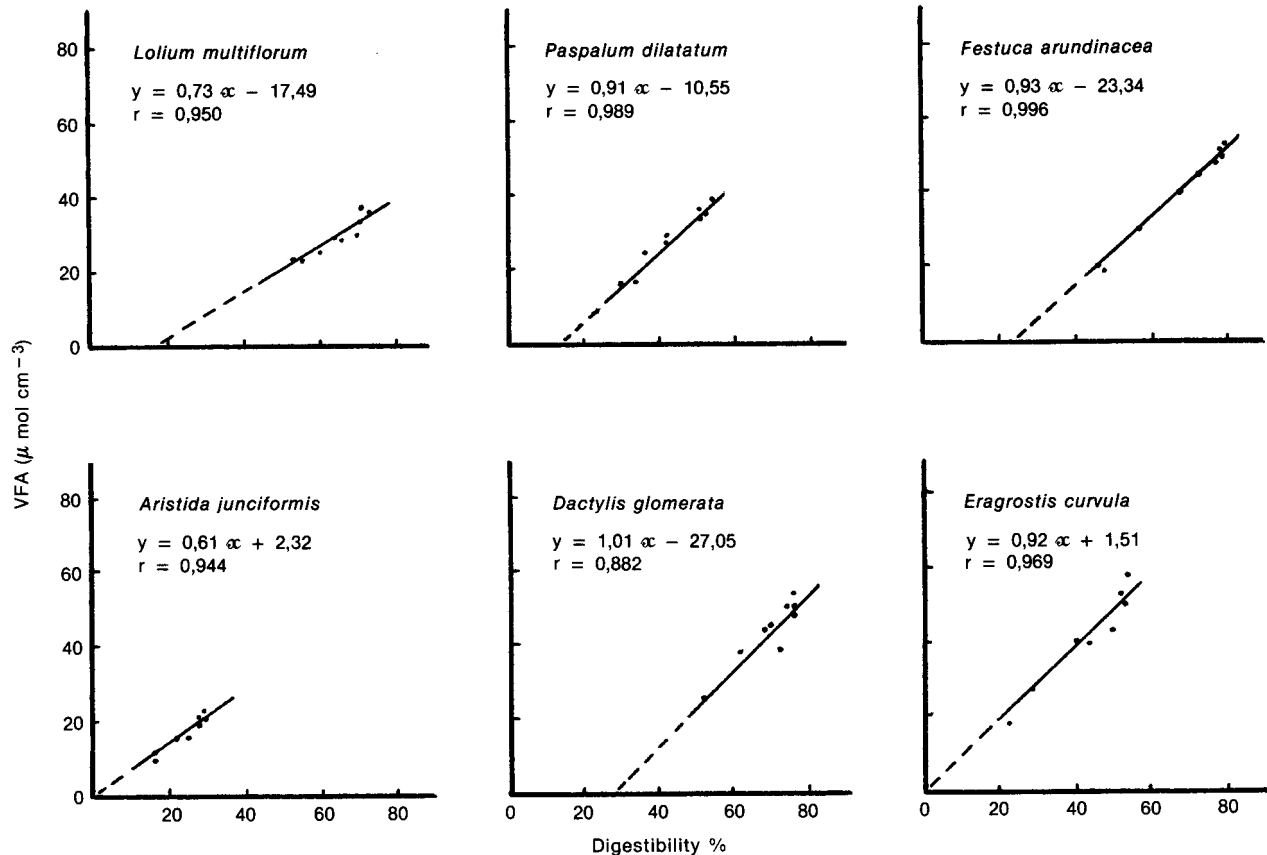 Lolium multiflorum
y = 0,73 x − 17,49
r = 0,950
80
60
40
20
0
Paspalum dilatatum
y = 0,91 x − 10,55
r = 0,989
Festuca arundinacea
y = 0,93 x − 23,34
r = 0,996
VFA (μ mol cm⁻³)
Aristida junciformis
y = 0,61 x + 2,32
r = 0,944
80
60
40
20
0
20 40 60 80
Dactylis glomerata
y = 1,01 x − 27,05
r = 0,882
0 20 40 60 80
Eragrostis curvula
y = 0,92 x + 1,51
r = 0,969
0 20 40 60 80
Digestibility %